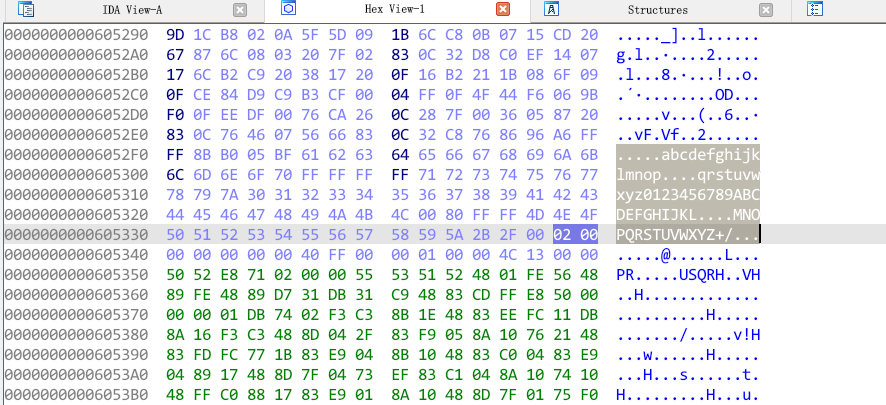 IDA View-A Hex View-1 Structures
0000000000605290 9D 1C B8 02 0A 5F 5D 09 1B 6C C8 0B 07 15 CD 20 ....._]..l......
00000000006052A0 67 87 6C 08 03 20 7F 02 83 0C 32 D8 C0 EF 14 07 g.l.......2.....
00000000006052B0 17 6C B2 C9 20 38 17 20 0F 16 B2 21 1B 08 6F 09 .l...8.....!..o.
00000000006052C0 0F CE 84 D9 C9 B3 CF 00 04 FF 0F 4F 44 F6 06 9B ...........OD...
00000000006052D0 F0 0F EE DF 00 76 CA 26 0C 28 7F 00 36 05 87 20 .....v...(..6...
00000000006052E0 83 0C 76 46 07 56 66 83 0C 32 C8 76 86 96 A6 FF ..vF.Vf..2......
00000000006052F0 FF 8B B0 05 BF 61 62 63 64 65 66 67 68 69 6A 6B .....abcdefghijk
0000000000605300 6C 6D 6E 6F 70 FF FF FF FF 71 72 73 74 75 76 77 lmnop....qrstuvw
0000000000605310 78 79 7A 30 31 32 33 34 35 36 37 38 39 41 42 43 xyz0123456789ABC
0000000000605320 44 45 46 47 48 49 4A 4B 4C 00 80 FF FF 4D 4E 4F DEFGHIJKL....MNO
0000000000605330 50 51 52 53 54 55 56 57 58 59 5A 2B 2F 00 02 00 PQRSTUVWXYZ+/...
0000000000605340 00 00 00 00 40 FF 00 00 01 00 00 4C 13 00 00 .....@......L...
0000000000605350 50 52 E8 71 02 00 00 55 53 51 52 48 01 FE 56 48 PR.....USQRH..VH
0000000000605360 89 FE 48 89 D7 31 DB 31 C9 48 83 CD FF E8 50 00 ..H.............
0000000000605370 00 00 01 DB 74 02 F3 C3 8B 1E 48 83 EE FC 11 DB ..........H.....
0000000000605380 8A 16 F3 C3 48 8D 04 2F 83 F9 05 8A 10 76 21 48 ......./.....v!H
0000000000605390 83 FD FC 77 1B 83 E9 04 8B 10 48 83 C0 04 83 E9 ...w......H.....
00000000006053A0 04 89 17 48 8D 7F 04 73 EF 83 C1 04 8A 10 74 10 ...H...s......t.
00000000006053B0 48 FF C0 88 17 83 E9 01 8A 10 48 8D 7F 01 75 F0 H.........H...u.